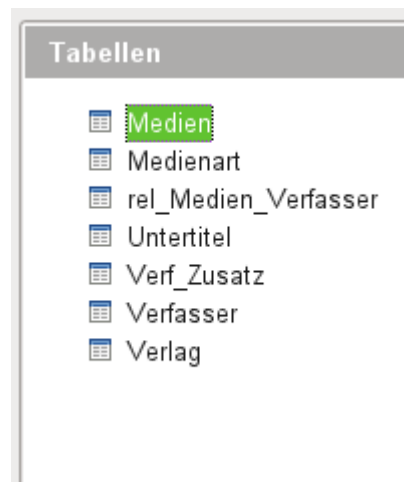 Tabellen
Medien
Medienart
rel_Medien_Verfasser
Untertitel
Verf_Zusatz
Verfasser
Verlag